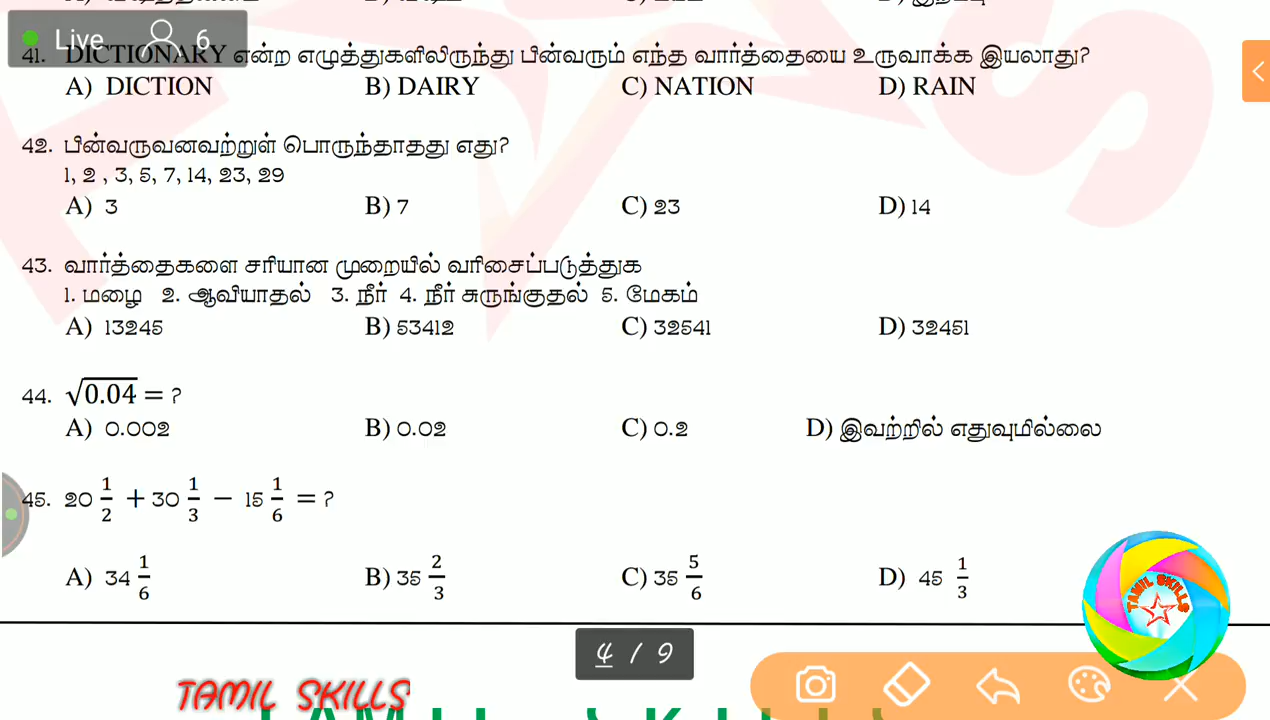 Live 6
41. DICTIONARY என்ற எழுத்துகளிலிருந்து பின்வரும் எந்த வார்த்தையை உருவாக்க இயலாது?
A) DICTION B) DAIRY C) NATION D) RAIN
42. பின்வருவனவற்றுள் பொருந்தாதது எது?
1, 2 , 3, 5, 7, 14, 23, 29
A) 3 B) 7 C) 23 D) 14
43. வார்த்தைகளை சரியான முறையில் வரிசைப்படுத்துக
1. மழை 2. ஆவியாதல் 3. நீர் 4. நீர் சுருங்குதல் 5. மேகம்
A) 13245 B) 53412 C) 32541 D) 32451
44. √0.04 = ?
A) 0.002 B) 0.02 C) 0.2 D) இவற்றில் எதுவுமில்லை
45. 20 1/2 + 30 1/3 − 15 1/6 = ?
A) 34 1/6 B) 35 2/3 C) 35 5/6 D) 45 1/3
TAMIL SKILLS
4 / 9
TAMIL SKILLS